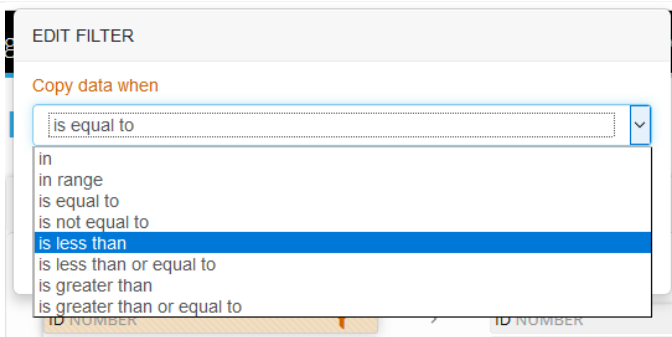 EDIT FILTER
Copy data when
is equal to
in
in range
is equal to
is not equal to
is less than
is less than or equal to
is greater than
is greater than or equal to
ID NUMBER
ID NUMBER